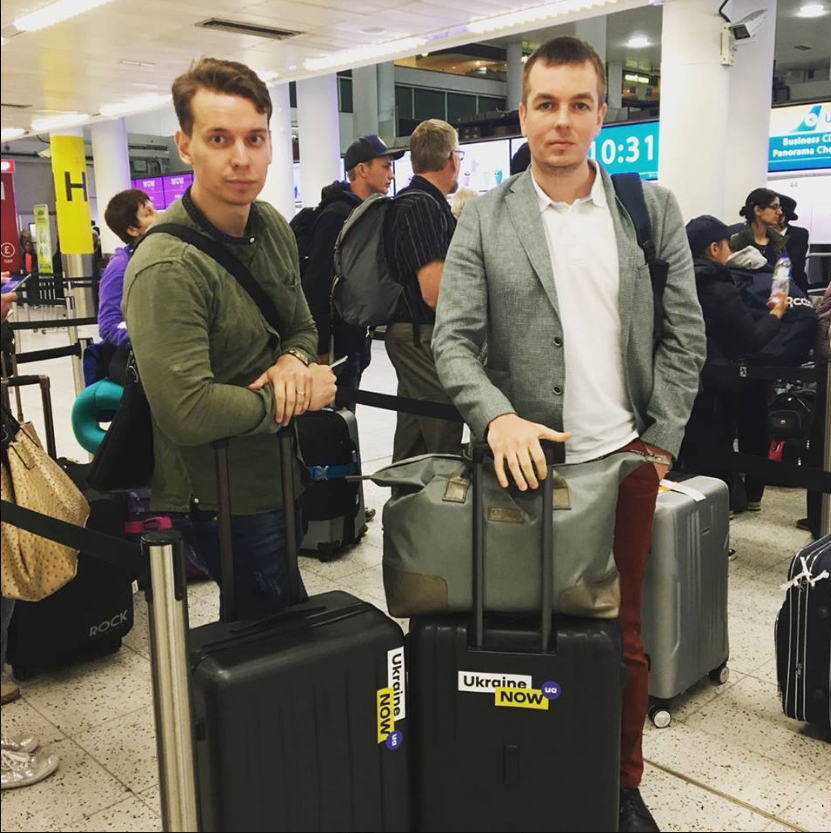 H
10:31
Business C
Panorama Che
ROCK
Ukraine
NOW
ua
Ukraine
NOW
ua